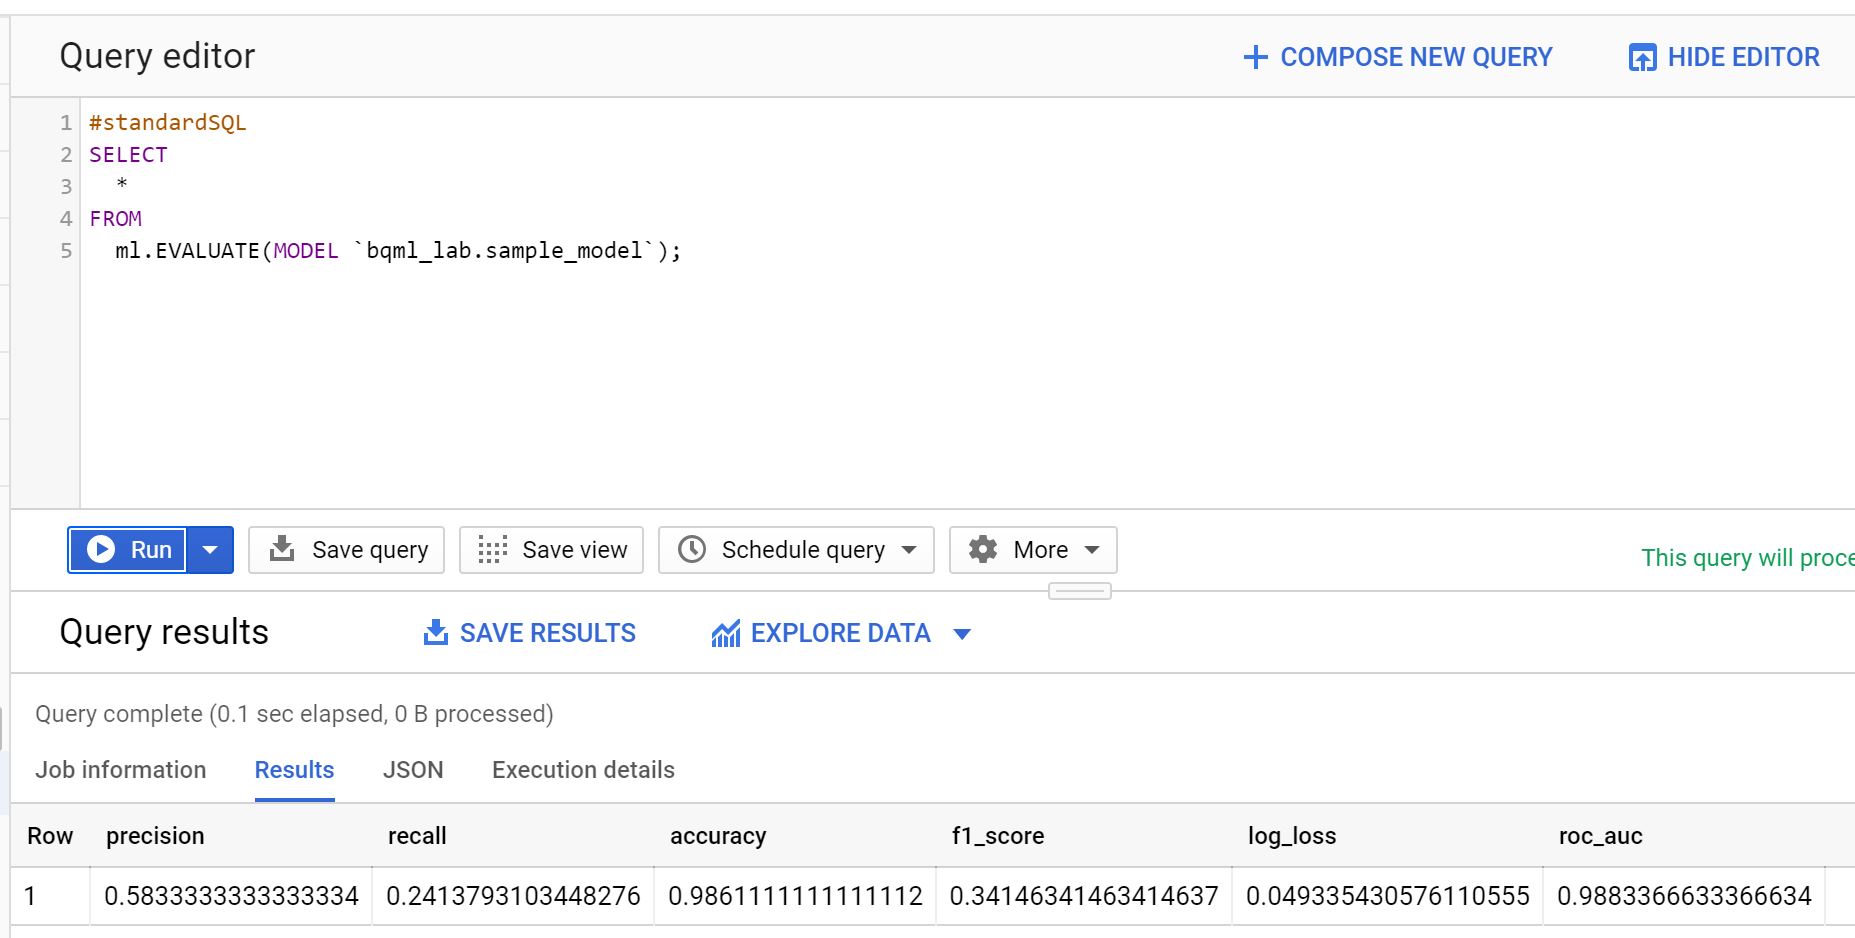 Query editor
COMPOSE NEW QUERY
HIDE EDITOR
1 #standardSQL
2 SELECT
3 *
4 FROM
5 ml.EVALUATE(MODEL `bqml_lab.sample_model`);
Run
Save query
Save view
Schedule query
More
This query will proce
Query results
SAVE RESULTS
EXPLORE DATA
Query complete (0.1 sec elapsed, 0 B processed)
Job information Results JSON Execution details
Row precision recall accuracy f1_score log_loss roc_auc
1 0.5833333333333334 0.2413793103448276 0.9861111111111112 0.34146341463414637 0.049335430576110555 0.9883366633366634